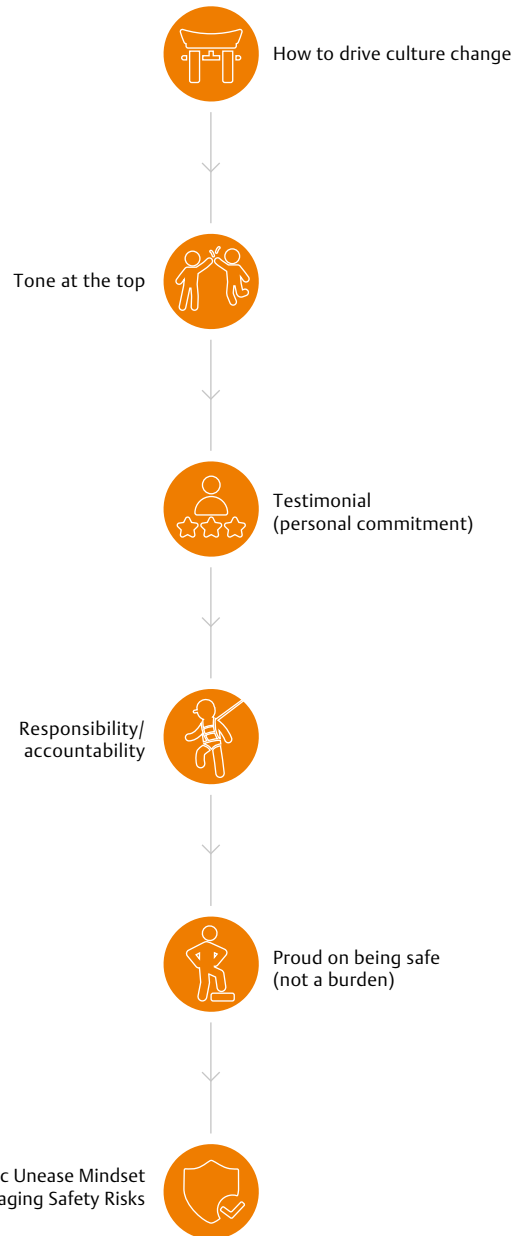 How to drive culture change
Tone at the top
Testimonial
(personal commitment)
Responsibility/
accountability
Proud on being safe
(not a burden)
Unease Mindset
Safety Risks